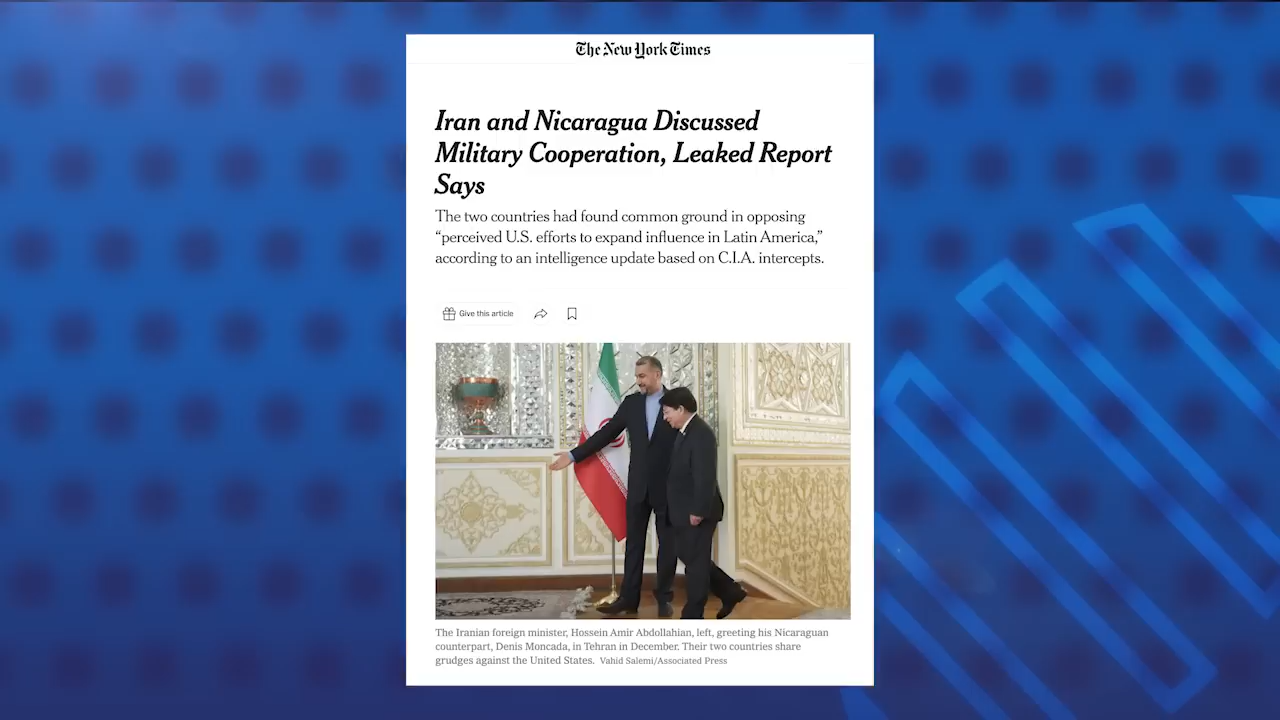 The New York Times
Iran and Nicaragua Discussed
Military Cooperation, Leaked Report
Says
The two countries had found common ground in opposing
“perceived U.S. efforts to expand influence in Latin America,”
according to an intelligence update based on C.I.A. intercepts.
Give this article
The Iranian foreign minister, Hossein Amir Abdollahian, left, greeting his Nicaraguan
counterpart, Denis Moncada, in Tehran in December. Their two countries share
grudges against the United States. Vahid Salemi/Associated Press